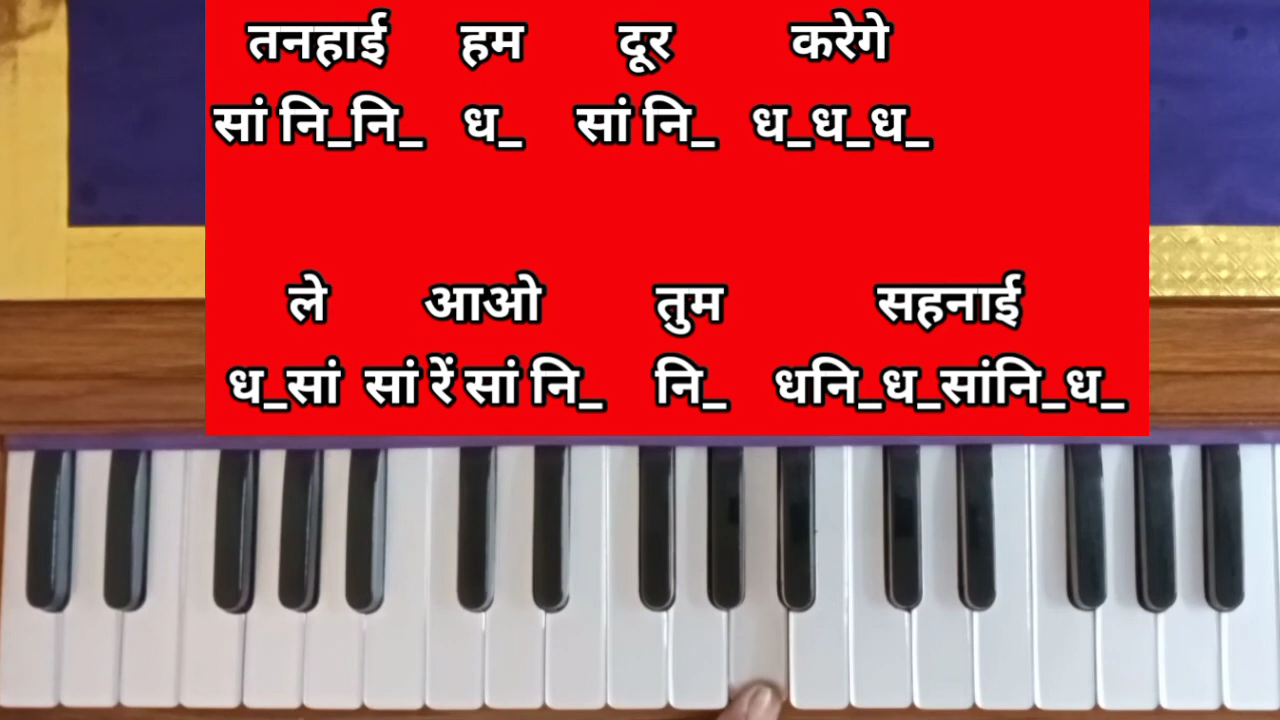 तनहाई हम दूर करेगे
सां नि_नि_ ध_ सां नि_ ध_ध_ध_
ले आओ तुम सहनाई
ध_सां सां रें सां नि_ नि_ धनि_ध_सांनि_ध_